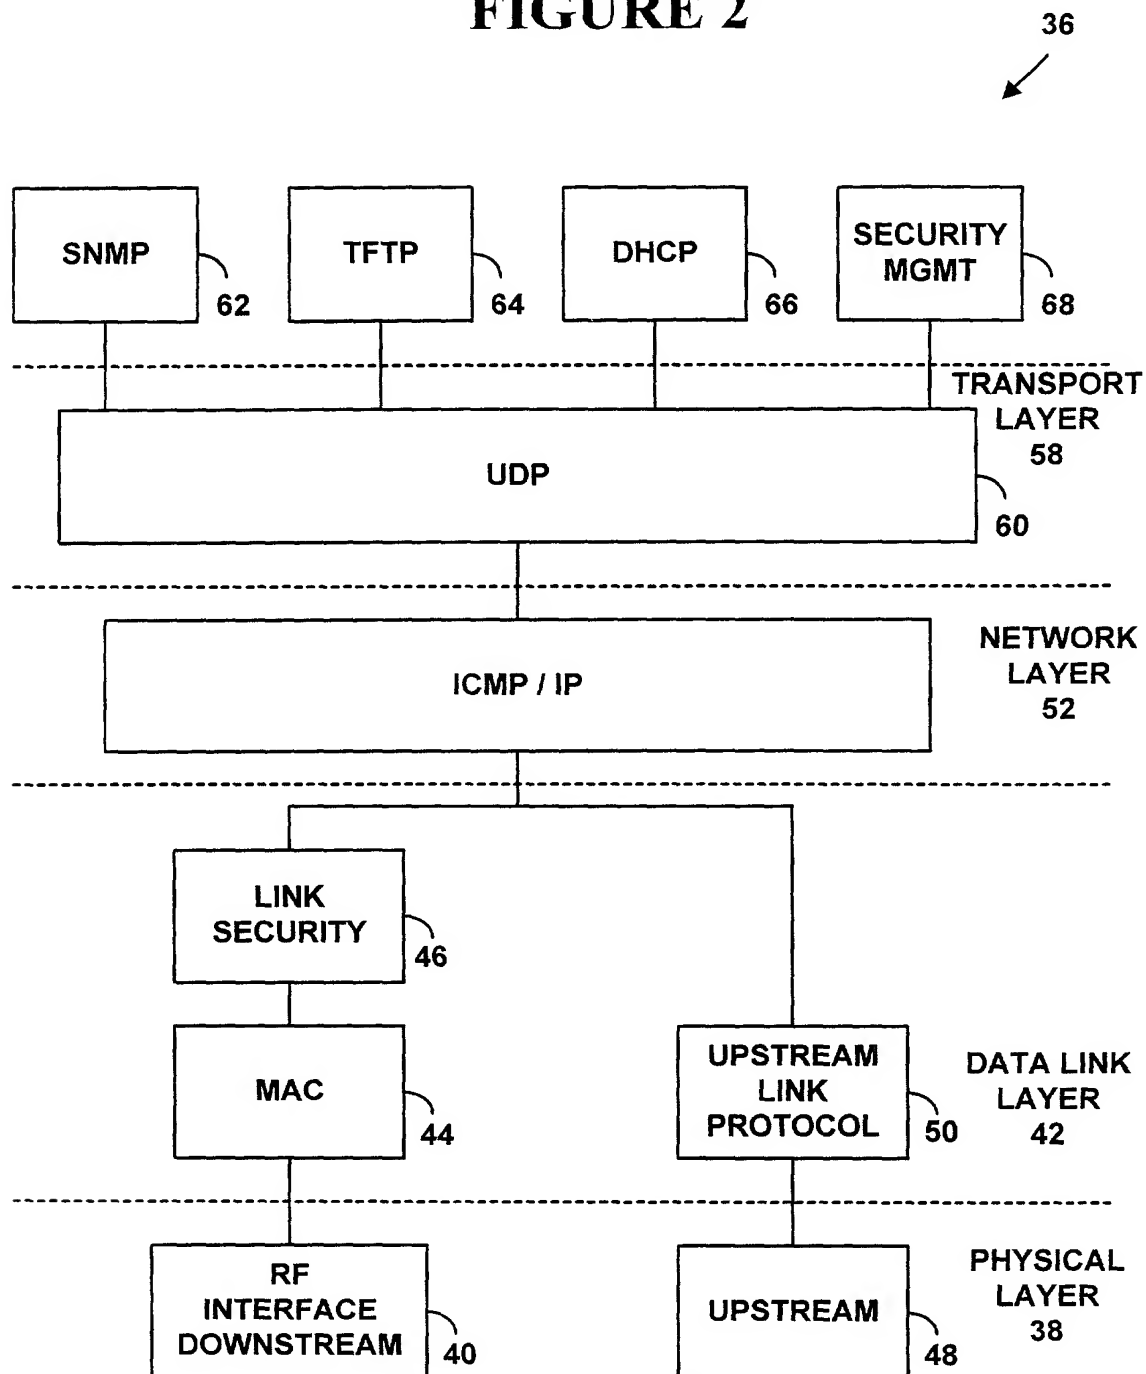 FIGURE 2
36
SNMP
62
TFTP
64
DHCP
66
SECURITY
MGMT
68
TRANSPORT
LAYER
58
UDP
60
NETWORK
LAYER
52
ICMP / IP
LINK
SECURITY
46
MAC
44
UPSTREAM
LINK
PROTOCOL
50
DATA LINK
LAYER
42
RF
INTERFACE
DOWNSTREAM
40
UPSTREAM
48
PHYSICAL
LAYER
38